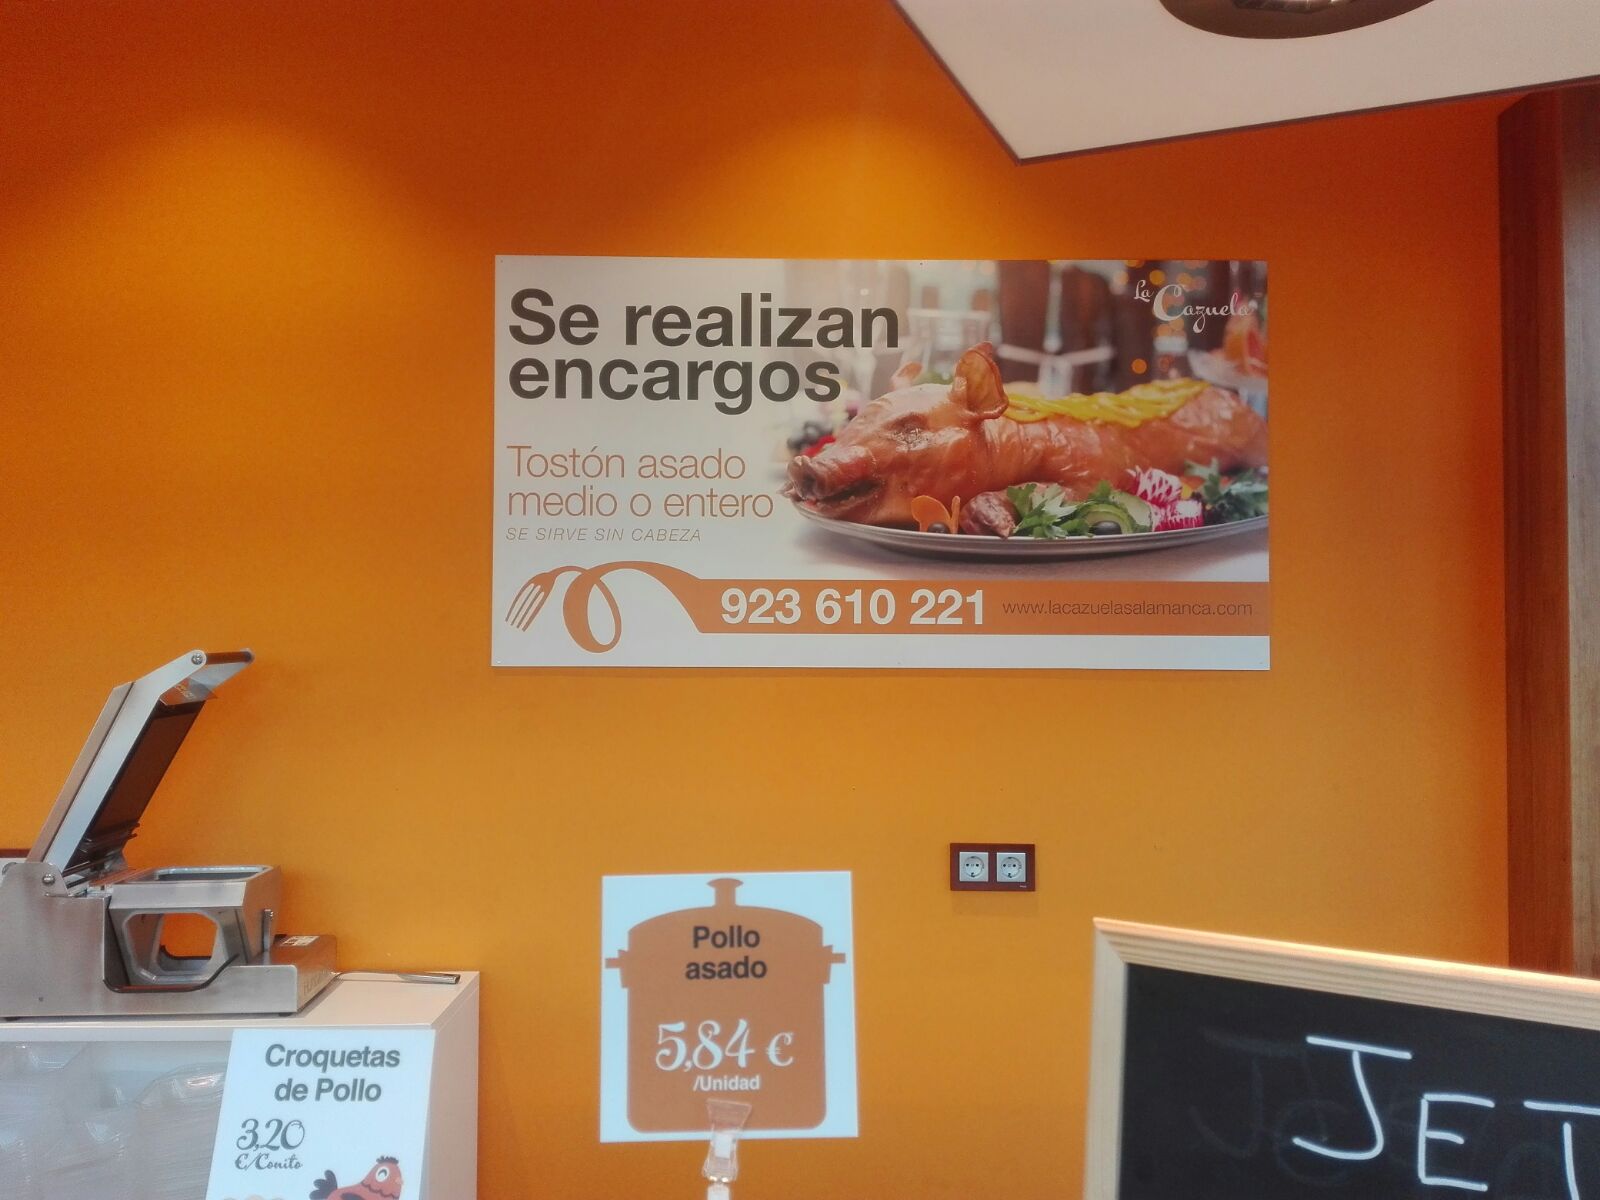 Se realizan
encargos
La
Cazuela
Tostón asado
medio o entero
SE SIRVE SIN CABEZA
923 610 221 www.lacazuelasalamanca.com
Pollo
asado
5,84 €
/Unidad
Croquetas
de Pollo
3,20
€/Conito
JET